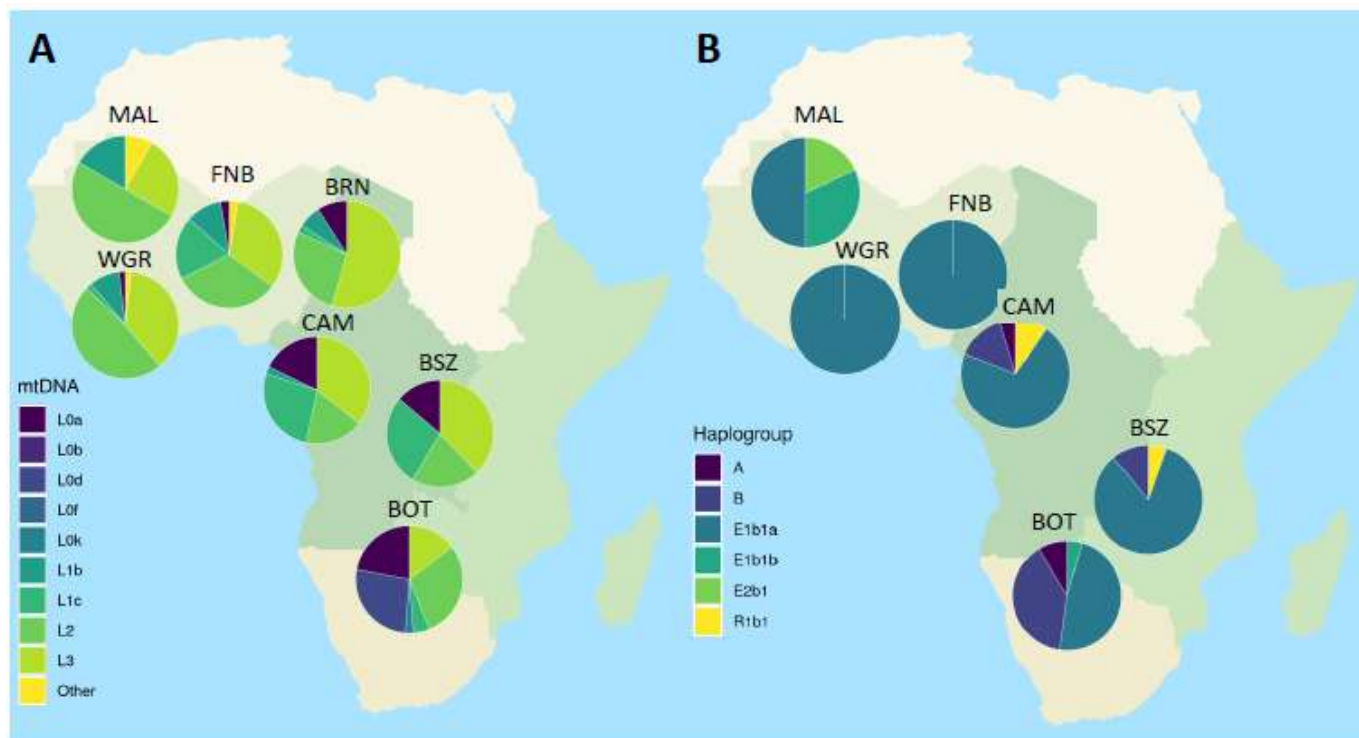 A
MAL
FNB
BRN
WGR
CAM
BSZ
BOT
mtDNA
L0a
L0b
L0d
L0f
L0k
L1b
L1c
L2
L3
Other
B
MAL
FNB
WGR
CAM
BSZ
BOT
Haplogroup
A
B
E1b1a
E1b1b
E2b1
R1b1